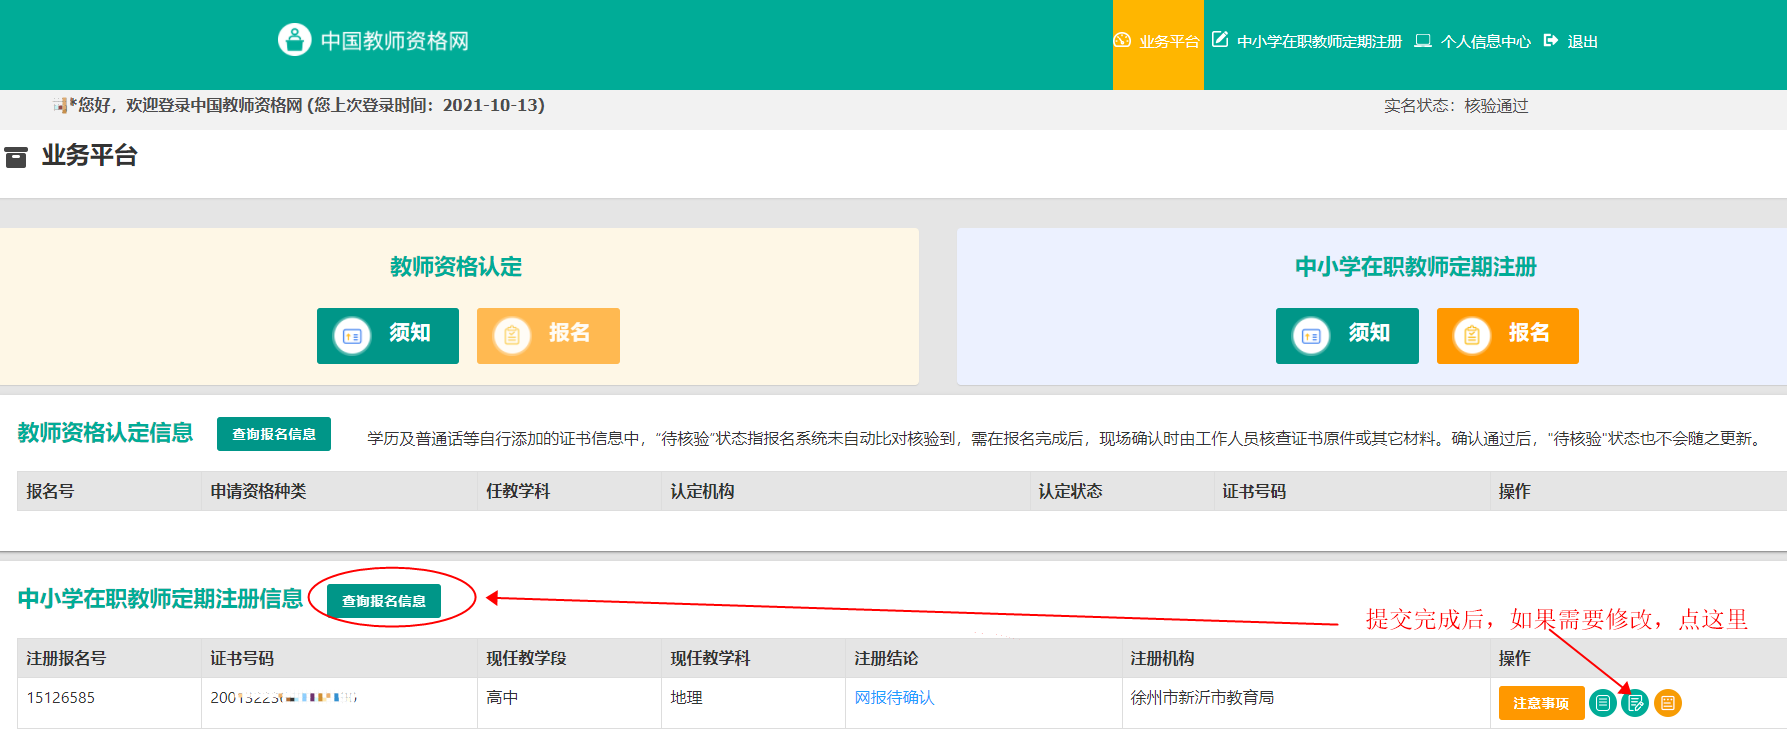 中国教师资格网
业务平台 中小学在职教师定期注册 个人信息中心 退出
*您好，欢迎登录中国教师资格网 (您上次登录时间：2021-10-13)
实名状态：核验通过
业务平台
教师资格认定
须知 报名
中小学在职教师定期注册
须知 报名
教师资格认定信息 查询报名信息 学历及普通话等自行添加的证书信息中，“待核验”状态指报名系统未自动比对核验到，需在报名完成后，现场确认时由工作人员核查证书原件或其它材料。确认通过后，"待核验"状态也不会随之更新。
报名号 申请资格种类 任教学科 认定机构 认定状态 证书号码 操作
中小学在职教师定期注册信息 查询报名信息
提交完成后，如果需要修改，点这里
注册报名号 证书号码 现任教学段 现任教学科 注册结论 注册机构 操作
15126585 高中 地理 网报待确认 徐州市新沂市教育局 注意事项